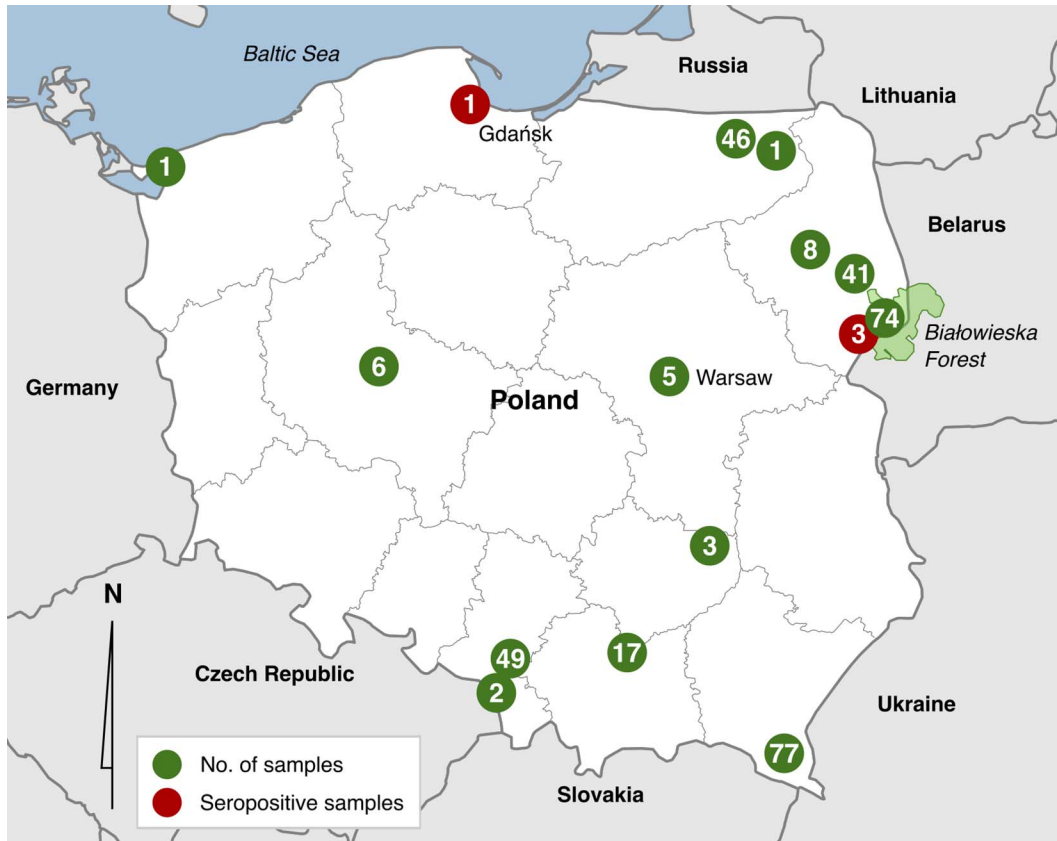 Baltic Sea
Russia
Lithuania
1
Gdańsk
46
1
1
Belarus
8
41
74
3
Białowieska
Forest
Germany
6
5
Warsaw
Poland
3
N
49
17
Czech Republic
2
Ukraine
77
No. of samples
Seropositive samples
Slovakia